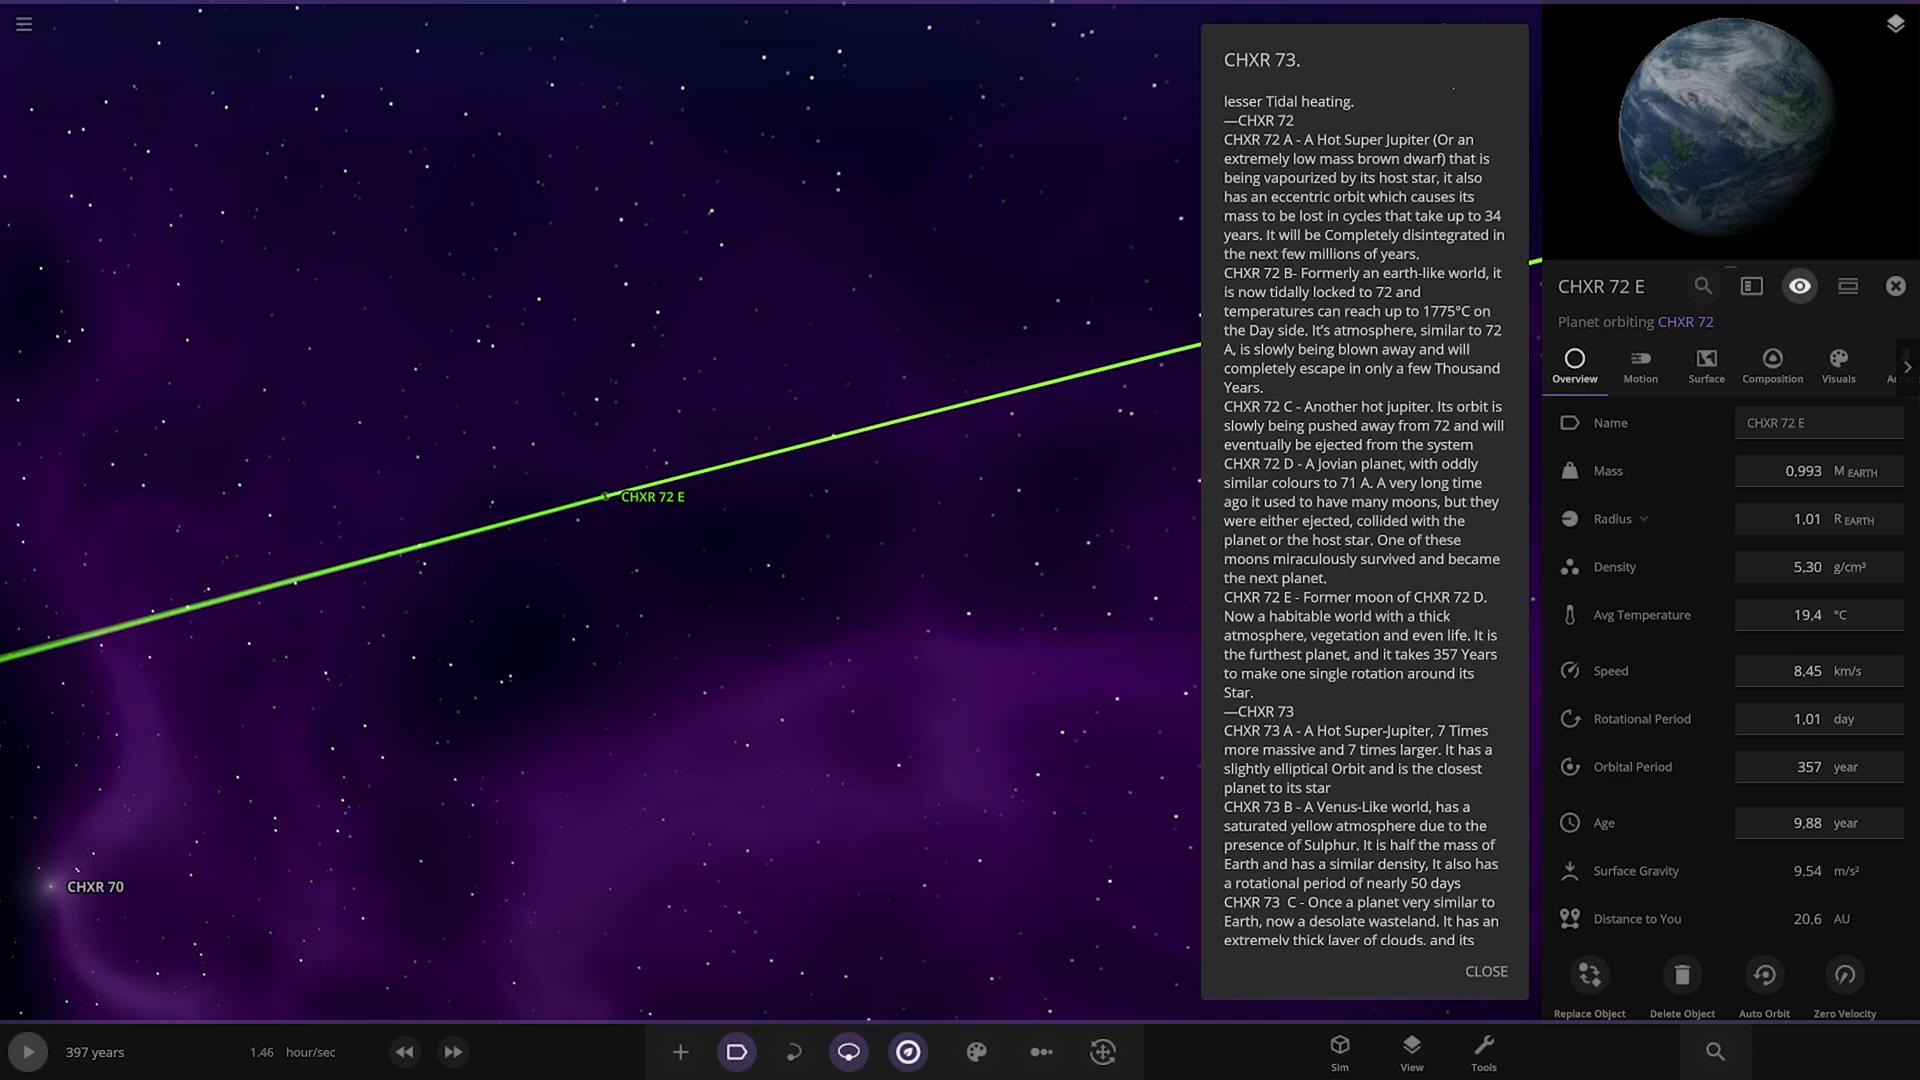 CHXR 73.
lesser Tidal heating.
—CHXR 72
CHXR 72 A - A Hot Super Jupiter (Or an
extremely low mass brown dwarf) that is
being vapourized by its host star, it also
has an eccentric orbit which causes its
mass to be lost in cycles that take up to 34
years. It will be Completely disintegrated in
the next few millions of years.
CHXR 72 B- Formerly an earth-like world, it
is now tidally locked to 72 and
temperatures can reach up to 1775°C on
the Day side. It's atmosphere, similar to 72
A, is slowly being blown away and will
completely escape in only a few Thousand
Years.
CHXR 72 C - Another hot jupiter. Its orbit is
slowly being pushed away from 72 and will
eventually be ejected from the system
CHXR 72 D - A Jovian planet, with oddly
similar colours to 71 A. A very long time
ago it used to have many moons, but they
were either ejected, collided with the
planet or the host star. One of these
moons miraculously survived and became
the next planet.
CHXR 72 E - Former moon of CHXR 72 D.
Now a habitable world with a thick
atmosphere, vegetation and even life. It is
the furthest planet, and it takes 357 Years
to make one single rotation around its
Star.
—CHXR 73
CHXR 73 A - A Hot Super-Jupiter, 7 Times
more massive and 7 times larger. It has a
slightly elliptical Orbit and is the closest
planet to its star
CHXR 73 B - A Venus-Like world, has a
saturated yellow atmosphere due to the
presence of Sulphur. It is half the mass of
Earth and has a similar density, It also has
a rotational period of nearly 50 days
CHXR 73  C - Once a planet very similar to
Earth, now a desolate wasteland. It has an
extremely thick layer of clouds, and its
CLOSE
CHXR 72 E
CHXR 70
CHXR 72 E
Planet orbiting CHXR 72
Overview Motion Surface Composition Visuals
Name CHXR 72 E
Mass 0,993 M EARTH
Radius 1,01 R EARTH
Density 5,30 g/cm³
Avg Temperature 19,4 °C
Speed 8,45 km/s
Rotational Period 1,01 day
Orbital Period 357 year
Age 9,88 year
Surface Gravity 9,54 m/s²
Distance to You 20,6 AU
Replace Object Delete Object Auto Orbit Zero Velocity
397 years 1.46 hour/sec Sim View Tools